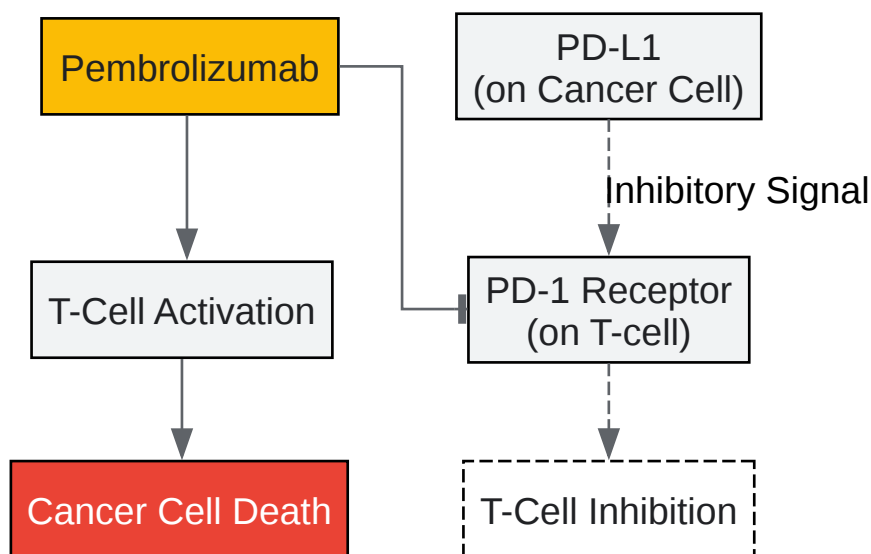 Pembrolizumab
PD-L1
(on Cancer Cell)
Inhibitory Signal
T-Cell Activation
PD-1 Receptor
(on T-cell)
Cancer Cell Death
T-Cell Inhibition